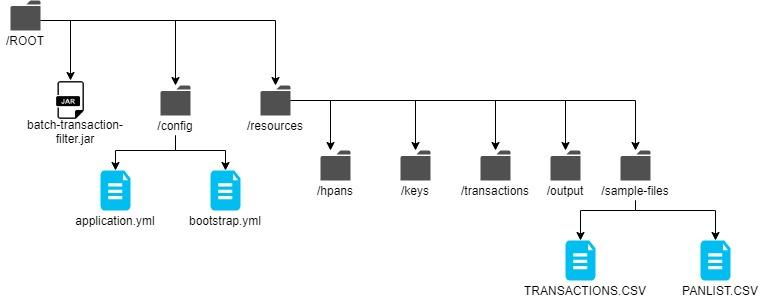 /ROOT
JAR
batch-transaction-
filter.jar
/config
/resources
application.yml
bootstrap.yml
/hpans
/keys
/transactions
/output
/sample-files
TRANSACTIONS.CSV
PANLIST.CSV